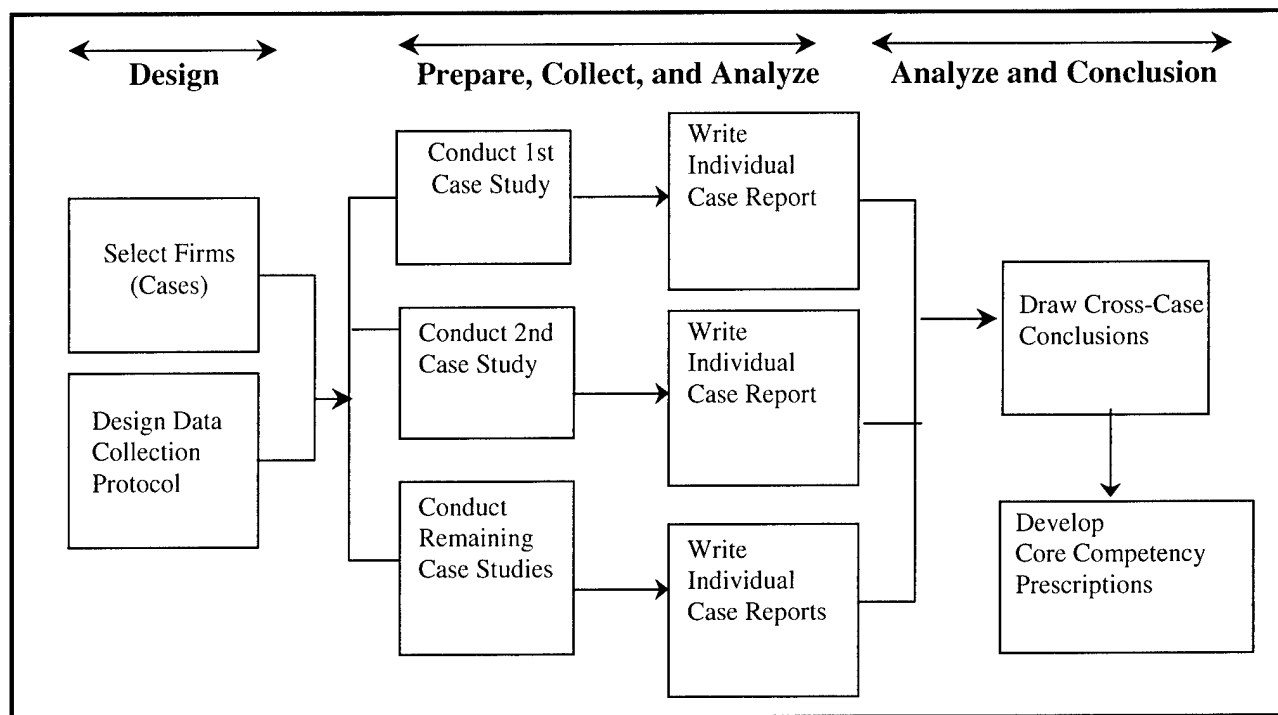 Design
Prepare, Collect, and Analyze
Analyze and Conclusion
Select Firms
(Cases)
Design Data
Collection
Protocol
Conduct 1st
Case Study
Write
Individual
Case Report
Conduct 2nd
Case Study
Write
Individual
Case Report
Conduct
Remaining
Case Studies
Write
Individual
Case Reports
Draw Cross-Case
Conclusions
Develop
Core Competency
Prescriptions